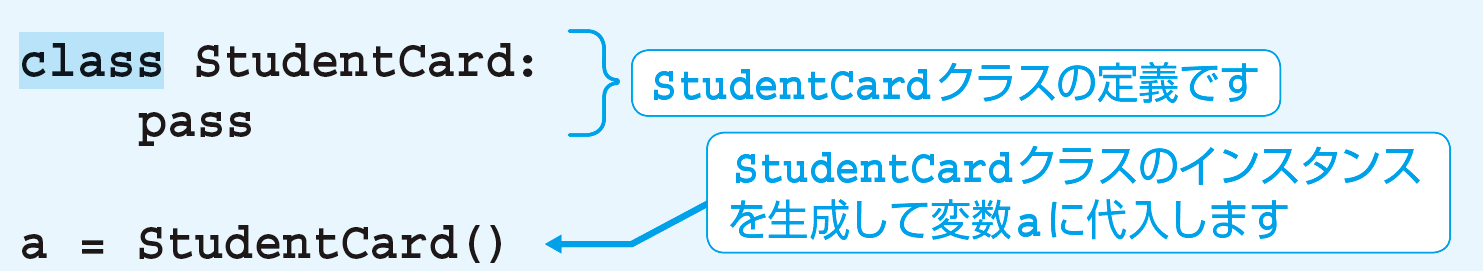 class StudentCard:
    pass
StudentCardクラスの定義です
StudentCardクラスのインスタンス
を生成して変数aに代入します
a = StudentCard()